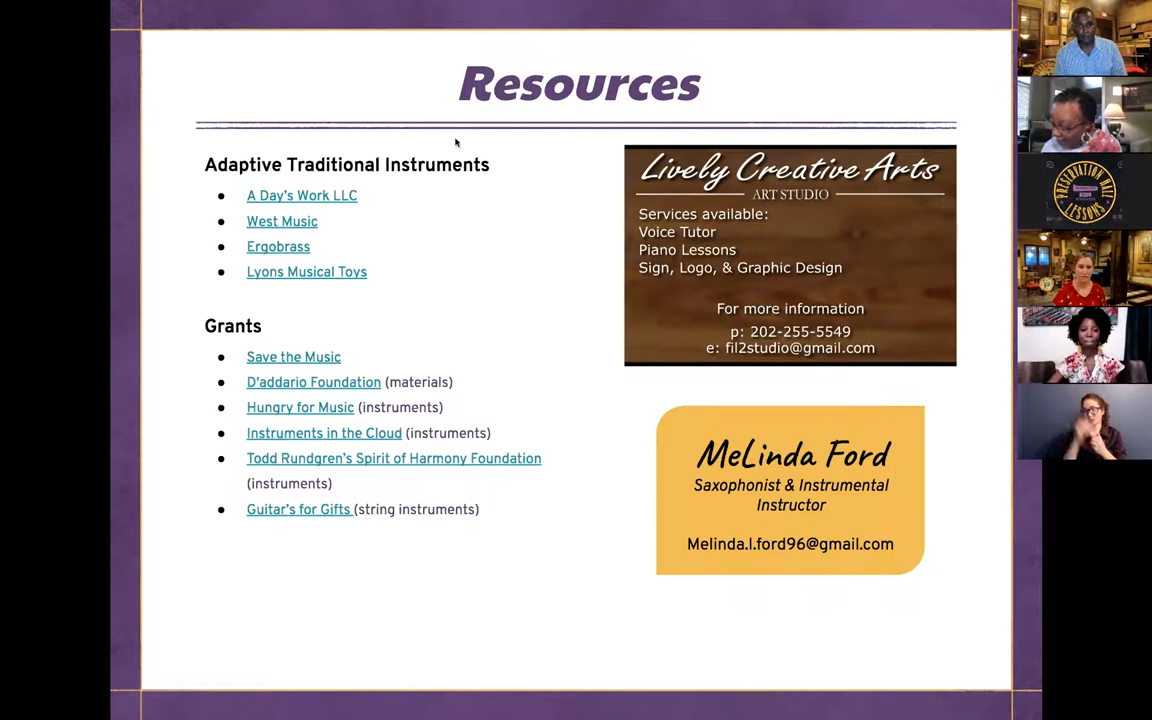 Resources
Adaptive Traditional Instruments
A Day's Work LLC
West Music
Ergobrass
Lyons Musical Toys
Grants
Save the Music
D'addario Foundation (materials)
Hungry for Music (instruments)
Instruments in the Cloud (instruments)
Todd Rundgren's Spirit of Harmony Foundation
(instruments)
Guitar's for Gifts (string instruments)
Lively Creative Arts
ART STUDIO
Services available:
Voice Tutor
Piano Lessons
Sign, Logo, & Graphic Design
For more information
p: 202-255-5549
e: fil2studio@gmail.com
MeLinda Ford
Saxophonist & Instrumental
Instructor
Melinda.l.ford96@gmail.com
PRESERVATION HALL
LESSONS